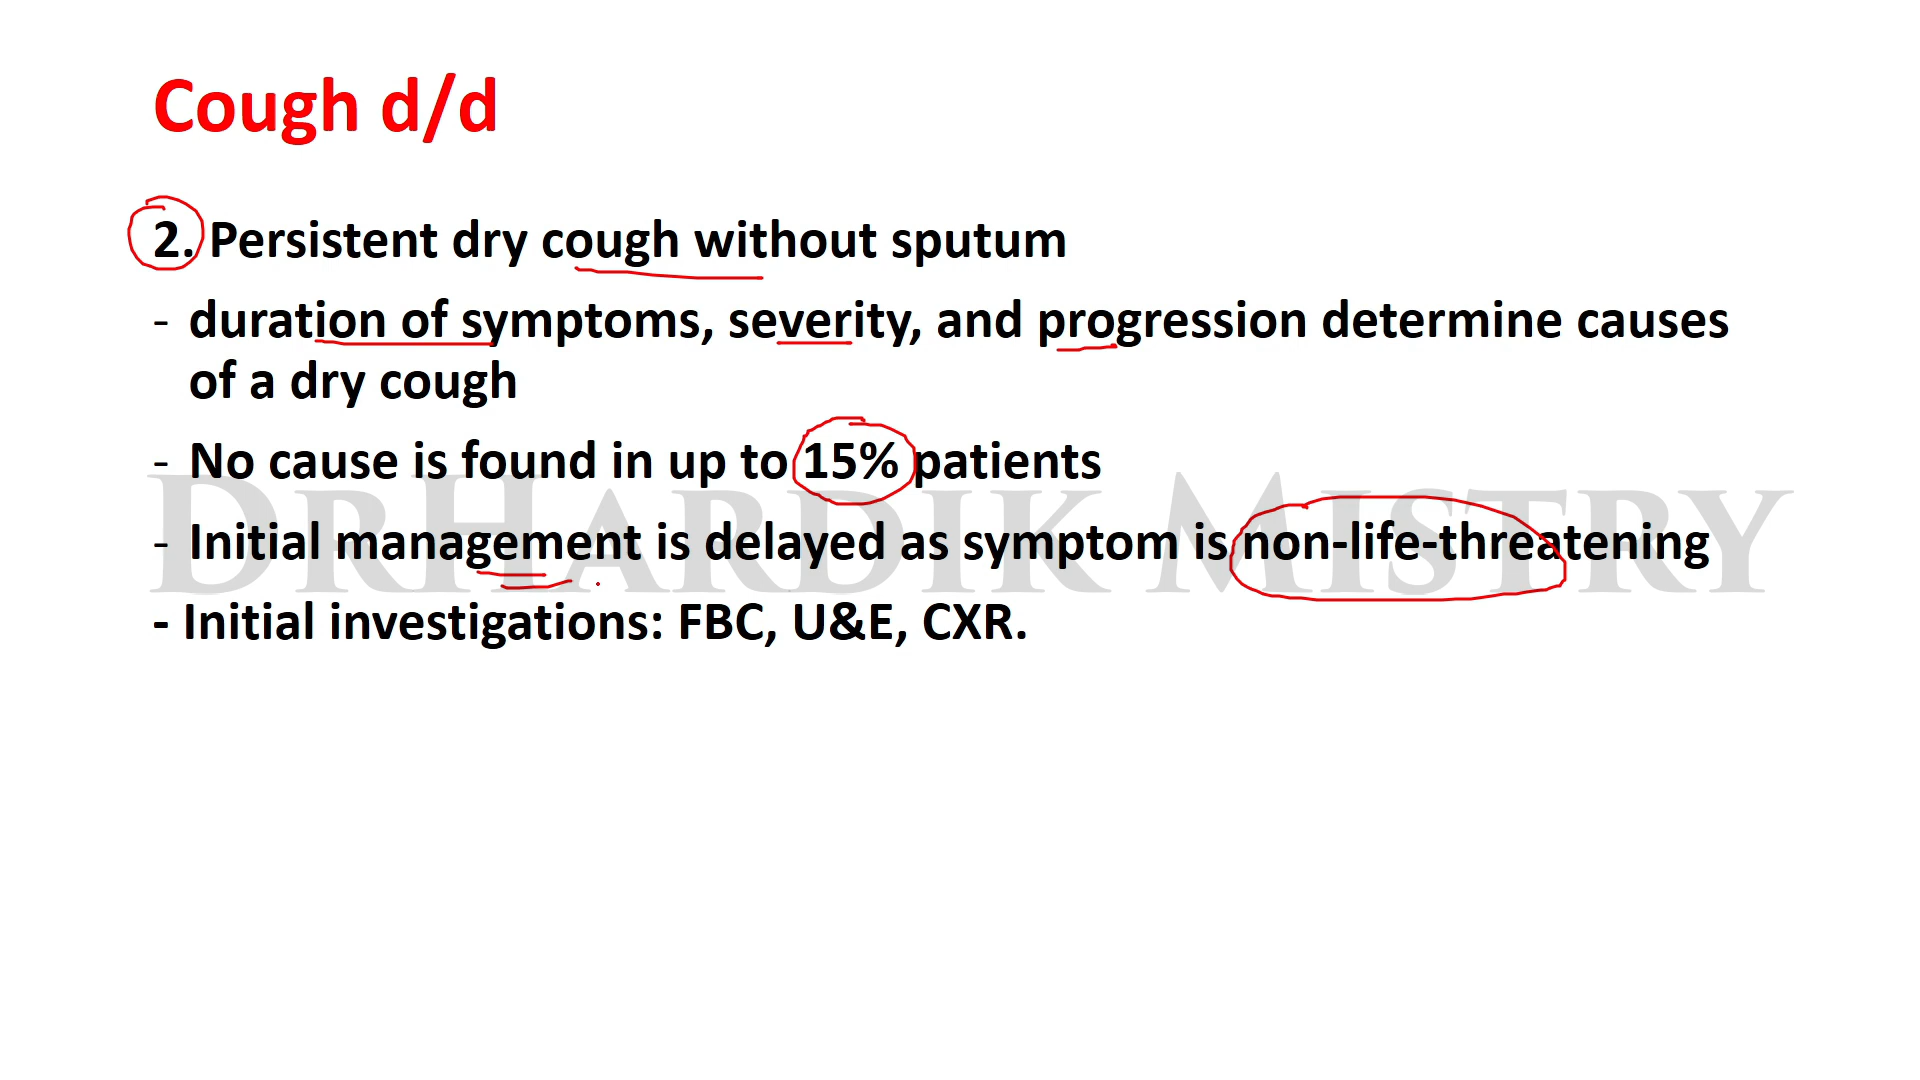 Cough d/d
2. Persistent dry cough without sputum
- duration of symptoms, severity, and progression determine causes
of a dry cough
- No cause is found in up to 15% patients
DrHardik Mistry
- Initial management is delayed as symptom is non-life-threatening
- Initial investigations: FBC, U&E, CXR.